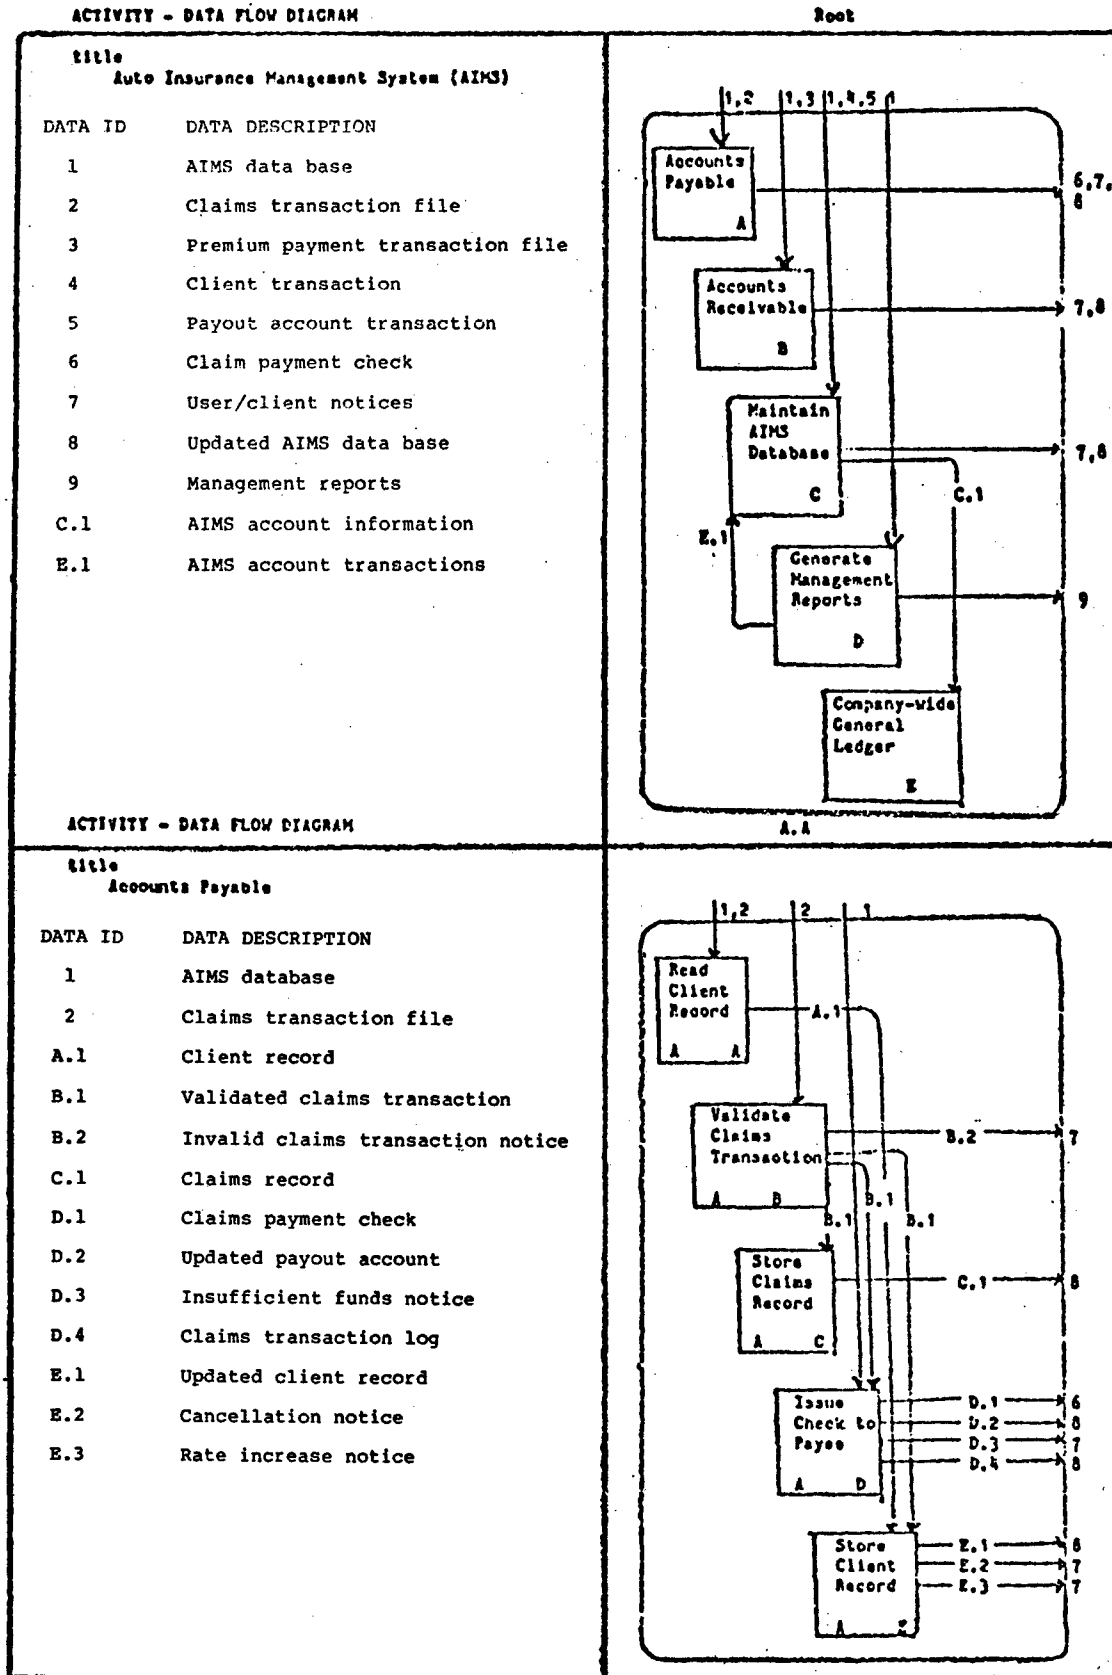 ACTIVITY - DATA FLOW DIAGRAM
Root
title
Auto Insurance Management System (AIMS)
DATA ID DATA DESCRIPTION
1 AIMS data base
2 Claims transaction file
3 Premium payment transaction file
4 Client transaction
5 Payout account transaction
6 Claim payment check
7 User/client notices
8 Updated AIMS data base
9 Management reports
C.1 AIMS account information
E.1 AIMS account transactions
1,2 1,3 1,4,5 1
Accounts
Payable
A
6,7,
8
Accounts
Receivable
B
7,8
Maintain
AIMS
Database
C
7,8
C.1
E.1
Generate
Management
Reports
D
9
Company-wide
General
Ledger
E
ACTIVITY - DATA FLOW DIAGRAM
A.A
title
Accounts Payable
DATA ID DATA DESCRIPTION
1 AIMS database
2 Claims transaction file
A.1 Client record
B.1 Validated claims transaction
B.2 Invalid claims transaction notice
C.1 Claims record
D.1 Claims payment check
D.2 Updated payout account
D.3 Insufficient funds notice
D.4 Claims transaction log
E.1 Updated client record
E.2 Cancellation notice
E.3 Rate increase notice
1,2 2 1
Read
Client
Record
A A
A.1
Validate
Claims
Transaction
A B
B.2 7
B.1 B.1 B.1
Store
Claims
Record
A C
C.1 8
Issue
Check to
Payee
A D
D.1 6
D.2 8
D.3 7
D.4 8
Store
Client
Record
A E
E.1 8
E.2 7
E.3 7